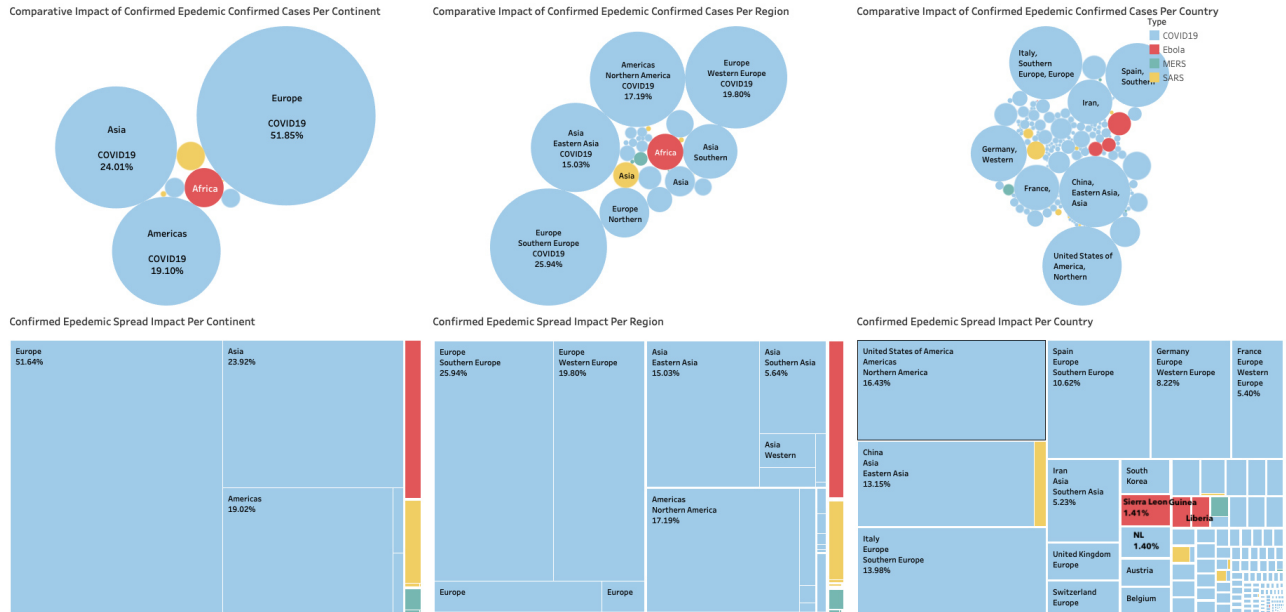 Comparative Impact of Confirmed Epedemic Confirmed Cases Per Continent
Europe
COVID19
51.85%
Asia
COVID19
24.01%
Africa
Americas
COVID19
19.10%
Comparative Impact of Confirmed Epedemic Confirmed Cases Per Region
Americas
Northern America
COVID19
17.19%
Europe
Western Europe
COVID19
19.80%
Asia
Eastern Asia
COVID19
15.03%
Africa
Asia
Southern
Asia
Asia
Europe
Northern
Europe
Southern Europe
COVID19
25.94%
Comparative Impact of Confirmed Epedemic Confirmed Cases Per Country
Type
COVID19
Ebola
MERS
SARS
Italy,
Southern
Europe, Europe
Spain,
Southern
Iran,
Germany,
Western
France,
China,
Eastern Asia,
Asia
United States of
America,
Northern
Confirmed Epedemic Spread Impact Per Continent
Europe
51.64%
Asia
23.92%
Americas
19.02%
Confirmed Epedemic Spread Impact Per Region
Europe
Southern Europe
25.94%
Europe
Western Europe
19.80%
Asia
Eastern Asia
15.03%
Asia
Southern Asia
5.64%
Asia
Western
Americas
Northern America
17.19%
Europe
Europe
Confirmed Epedemic Spread Impact Per Country
United States of America
Americas
Northern America
16.43%
Spain
Europe
Southern Europe
10.62%
Germany
Europe
Western Europe
8.22%
France
Europe
Western
Europe
5.40%
China
Asia
Eastern Asia
13.15%
Iran
Asia
Southern Asia
5.23%
South
Korea
Sierra Leon
1.41%
Guinea
Liberia
NL
1.40%
Italy
Europe
Southern Europe
13.98%
United Kingdom
Europe
Austria
Switzerland
Europe
Belgium